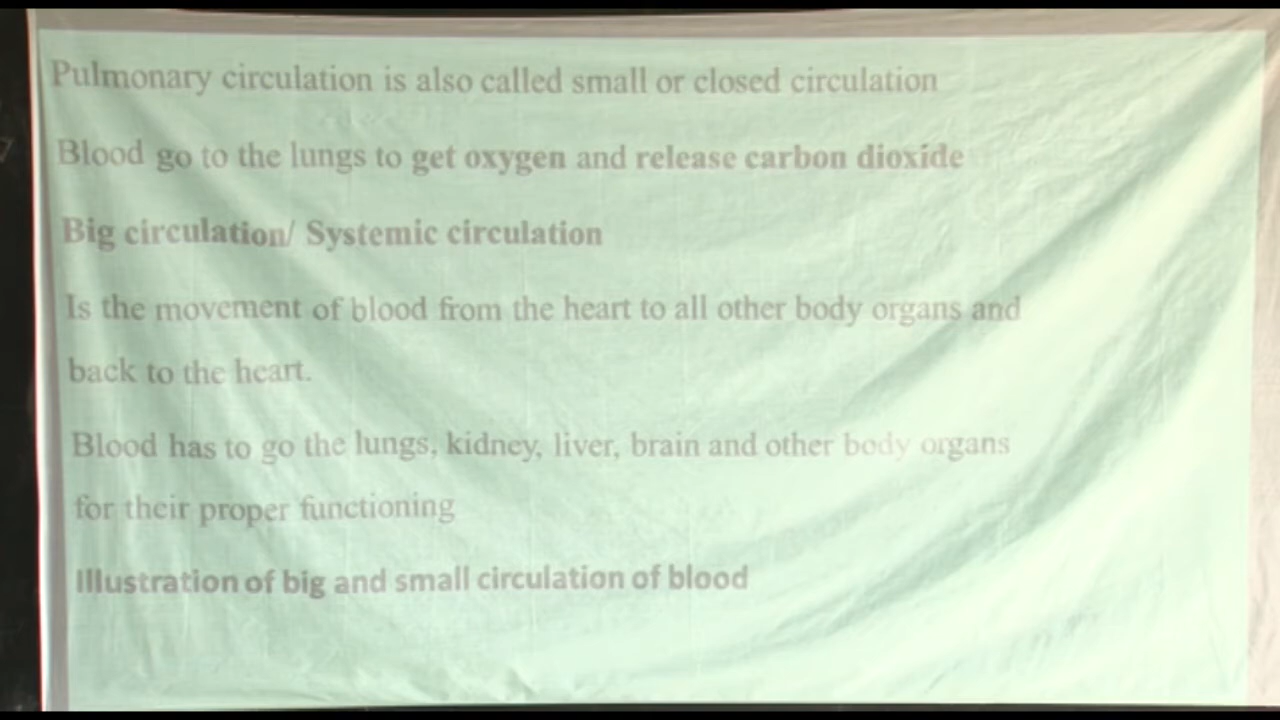 Pulmonary circulation is also called small or closed circulation
Blood go to the lungs to get oxygen and release carbon dioxide
Big circulation/ Systemic circulation
Is the movement of blood from the heart to all other body organs and
back to the heart.
Blood has to go the lungs, kidney, liver, brain and other body organs
for their proper functioning
Illustration of big and small circulation of blood